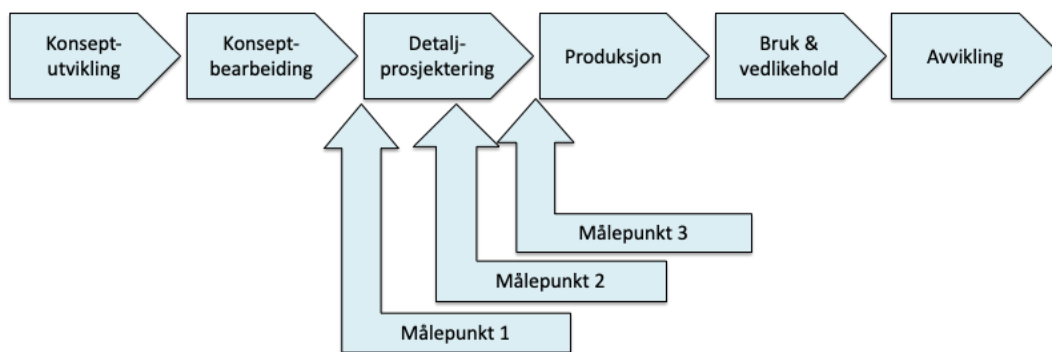 Konsept-
utvikling
Konsept-
bearbeiding
Detalj-
prosjektering
Produksjon
Bruk &
vedlikehold
Avvikling
Målepunkt 3
Målepunkt 2
Målepunkt 1